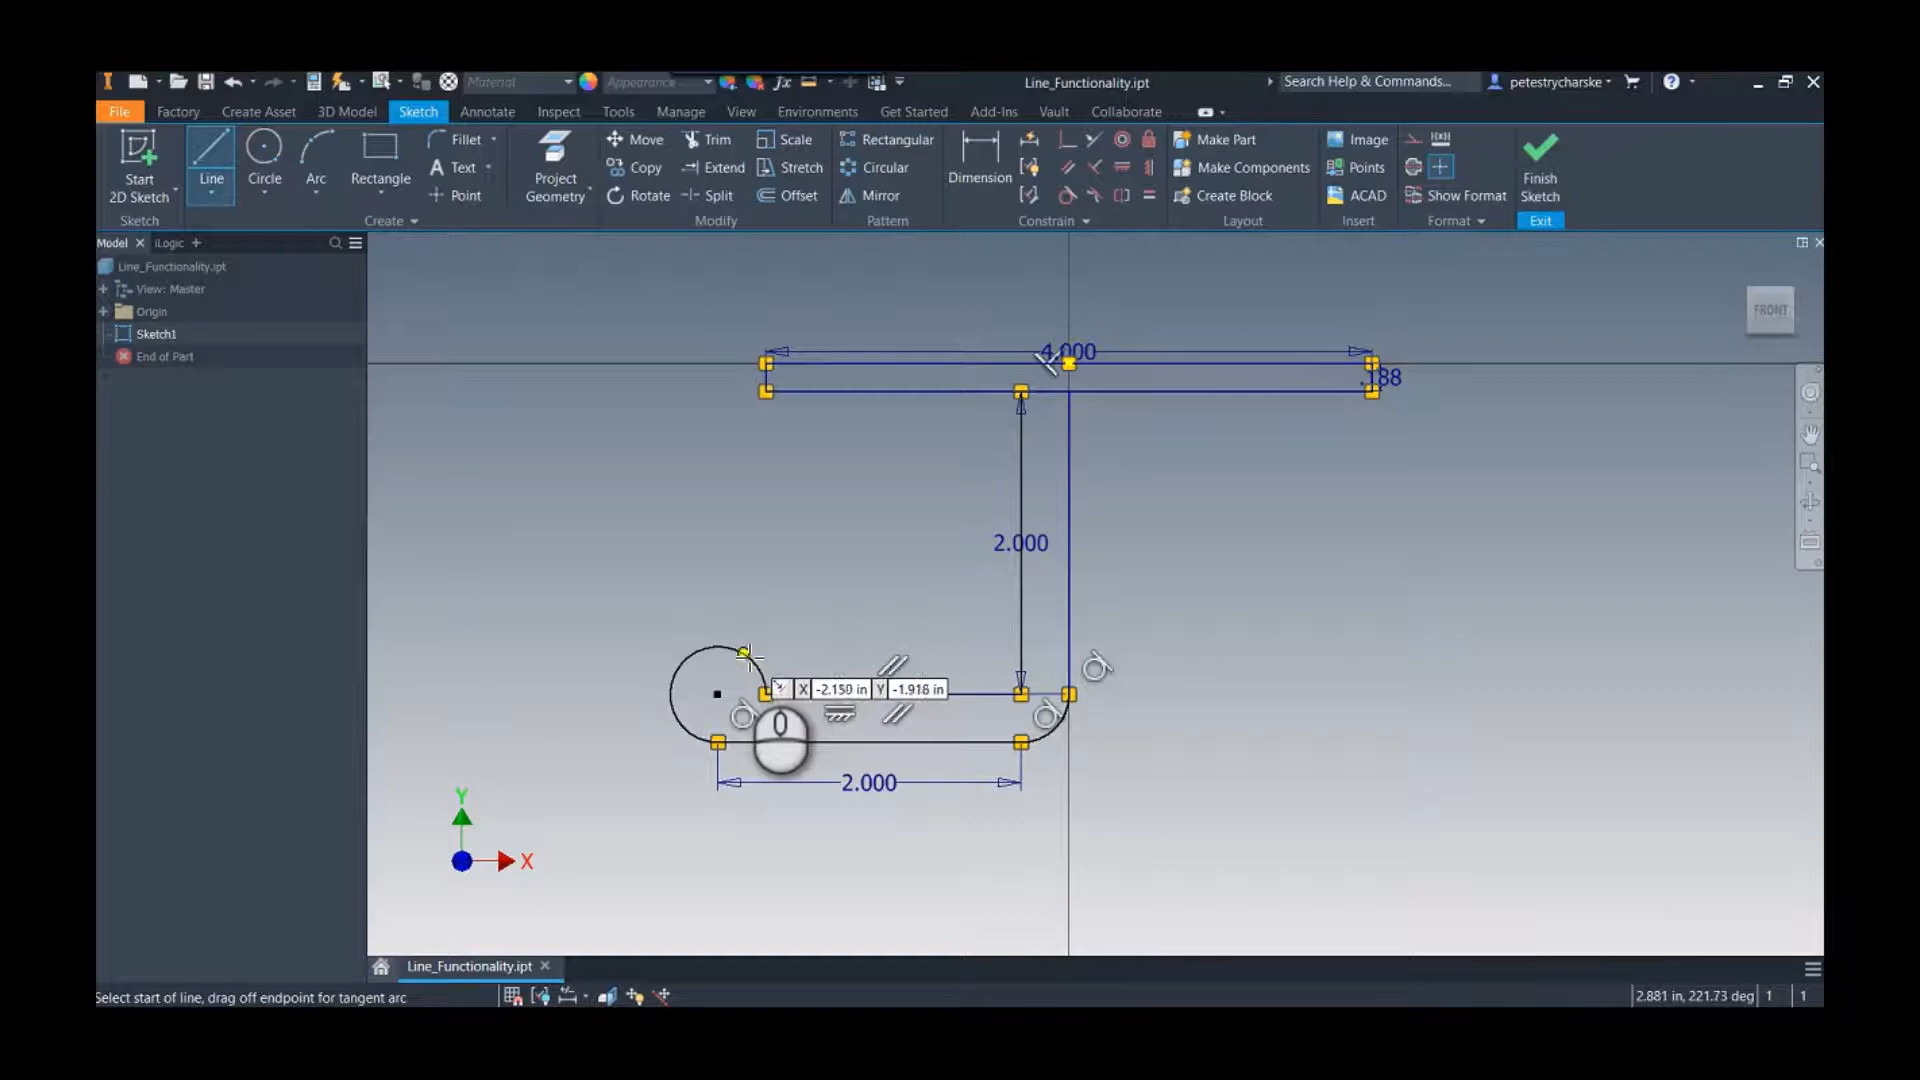 Material
Appearance
fx
Line_Functionality.ipt
Search Help & Commands...
petestrycharske
File
Factory
Create Asset
3D Model
Sketch
Annotate
Inspect
Tools
Manage
View
Environments
Get Started
Add-Ins
Vault
Collaborate
Start
2D Sketch
Line
Circle
Arc
Rectangle
Fillet
A Text
Point
Project
Geometry
Move
Copy
Rotate
Trim
Extend
Split
Scale
Stretch
Offset
Rectangular
Circular
Mirror
Dimension
Make Part
Make Components
Create Block
Image
Points
ACAD
Show Format
Finish
Sketch
Sketch
Create
Modify
Pattern
Constrain
Layout
Insert
Format
Exit
Model
iLogic
Line_Functionality.ipt
View: Master
Origin
Sketch1
End of Part
FRONT
4.000
.188
2.000
X -2.150 in Y -1.918 in
2.000
Y
X
Line_Functionality.ipt
Select start of line, drag off endpoint for tangent arc
2.881 in, 221.73 deg 1 1